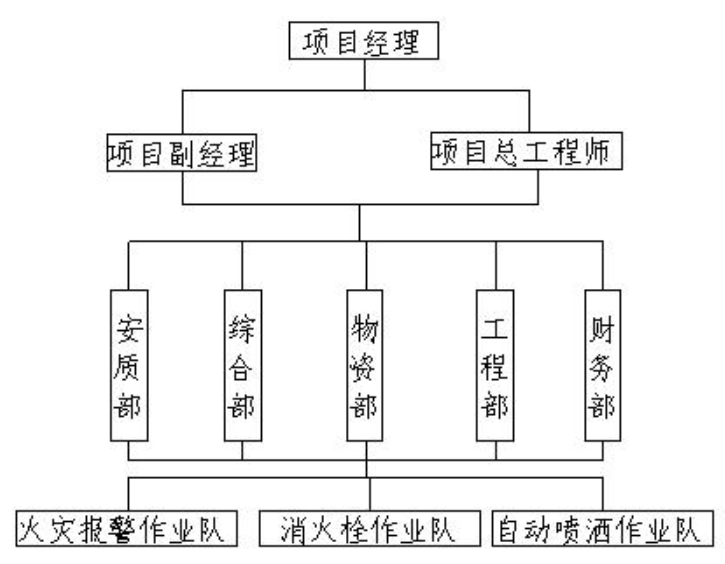 项目经理
项目副经理
项目总工程师
安质部
综合部
物资部
工程部
财务部
火灾报警作业队
消火栓作业队
自动喷洒作业队